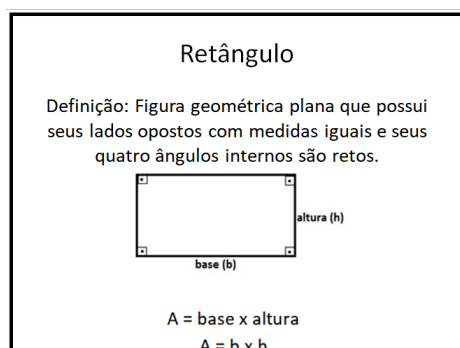 Retângulo
Definição: Figura geométrica plana que possui
seus lados opostos com medidas iguais e seus
quatro ângulos internos são retos.
altura (h)
base (b)
A = base x altura
A = b x h